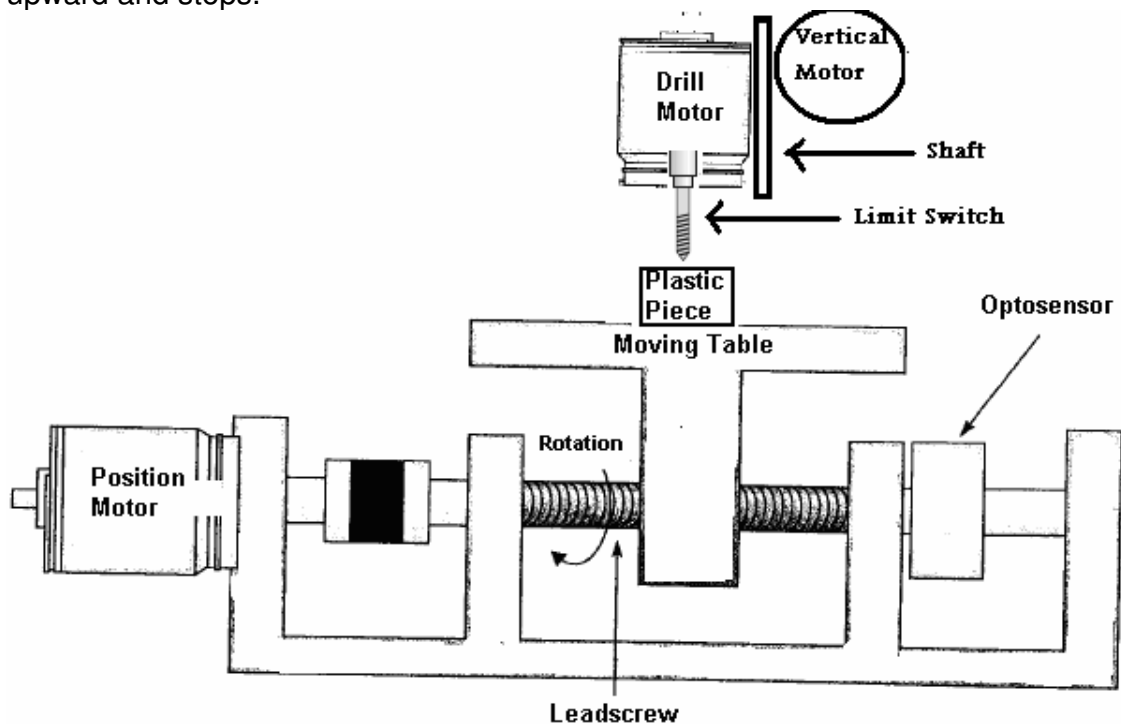 upward and stops.
Vertical
Motor
Drill
Motor
Shaft
Limit Switch
Plastic
Piece
Optosensor
Moving Table
Rotation
Position
Motor
Leadscrew